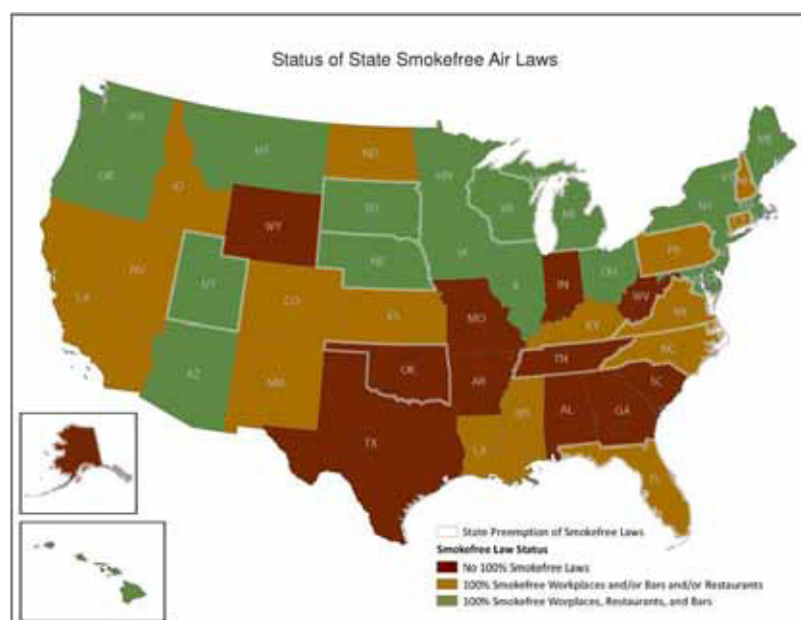 Status of State Smokefree Air Laws
WA
MT
ND
MN
ME
OR
ID
SD
WI
MI
NY
WY
IA
PA
NE
NV
UT
IL
IN
OH
CA
CO
KS
MO
WV
VA
KY
AZ
NM
OK
AR
TN
NC
SC
TX
LA
MS
AL
GA
FL
State Preemption of Smokefree Laws
Smokefree Law Status
No 100% Smokefree Laws
100% Smokefree Workplaces and/or Bars and/or Restaurants
100% Smokefree Worplaces, Restaurants, and Bars